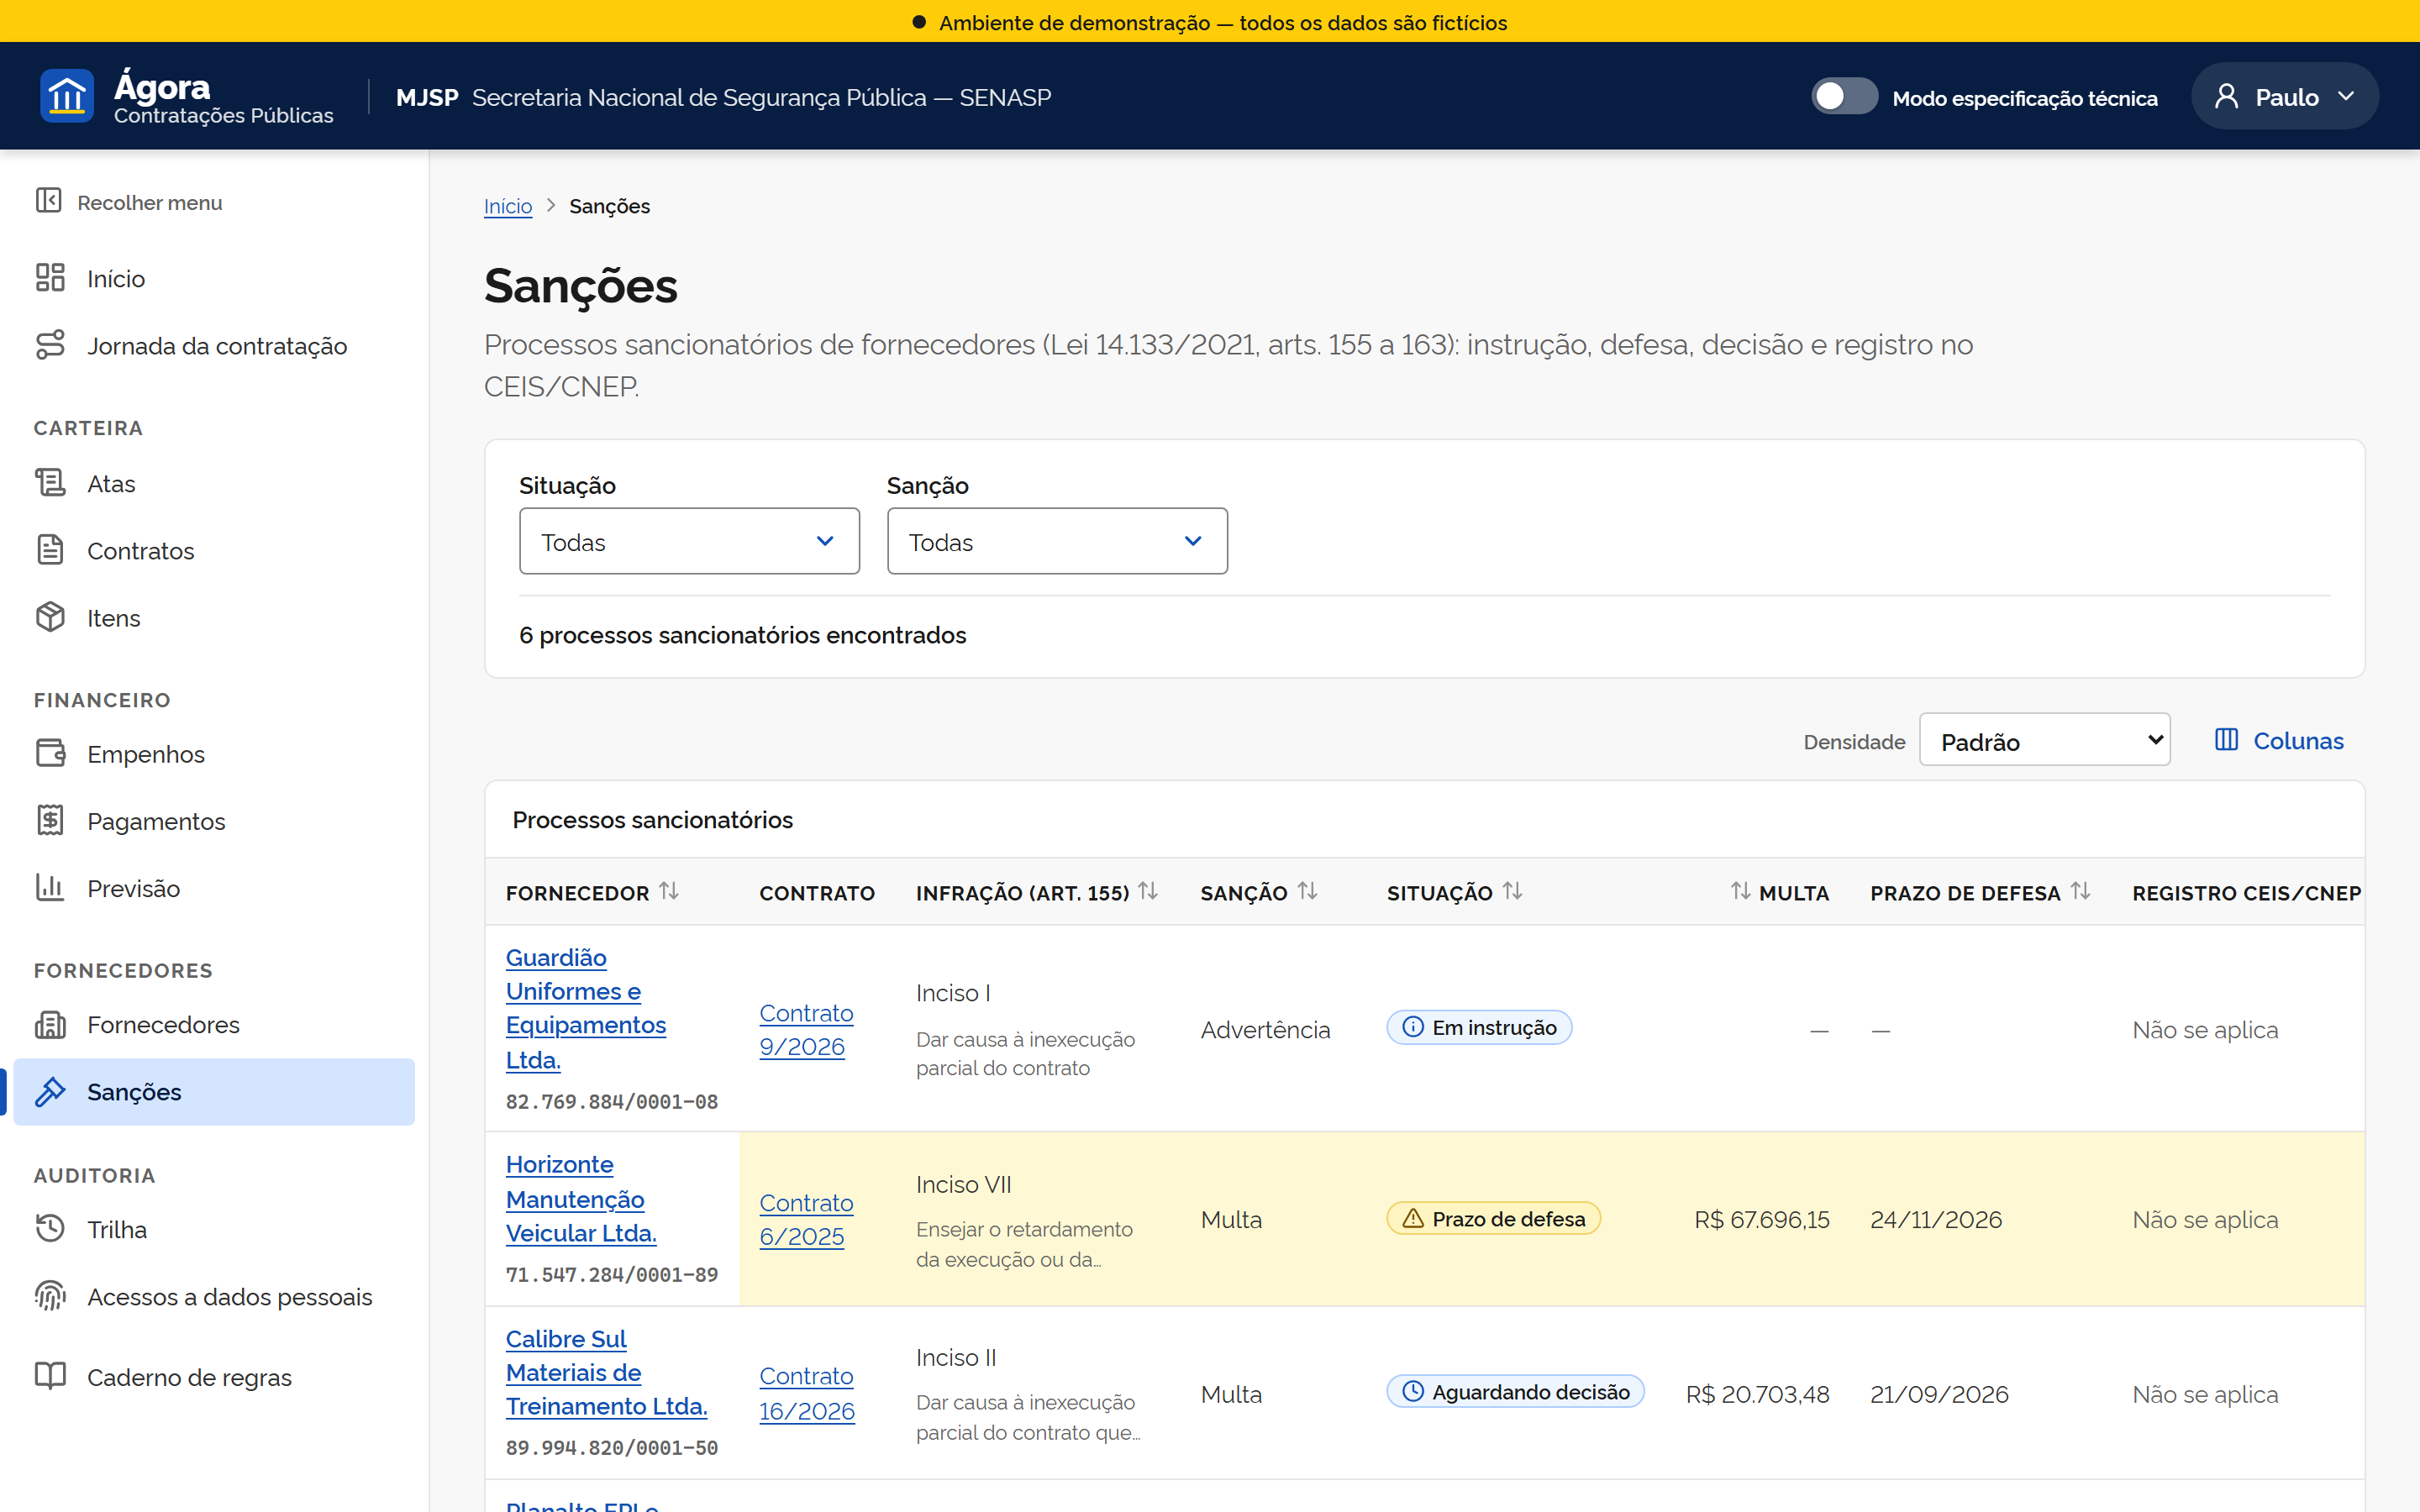 Ambiente de demonstração — todos os dados são fictícios
Ágora
Contratações Públicas
MJSP Secretaria Nacional de Segurança Pública — SENASP
Modo especificação técnica
Paulo
Recolher menu
Início
Jornada da contratação
CARTEIRA
Atas
Contratos
Itens
FINANCEIRO
Empenhos
Pagamentos
Previsão
FORNECEDORES
Fornecedores
Sanções
AUDITORIA
Trilha
Acessos a dados pessoais
Caderno de regras
Início > Sanções
Sanções
Processos sancionatórios de fornecedores (Lei 14.133/2021, arts. 155 a 163): instrução, defesa, decisão e registro no
CEIS/CNEP.
Situação
Todas
Sanção
Todas
6 processos sancionatórios encontrados
Densidade
Padrão
Colunas
Processos sancionatórios
FORNECEDOR CONTRATO INFRAÇÃO (ART. 155) SANÇÃO SITUAÇÃO MULTA PRAZO DE DEFESA REGISTRO CEIS/CNEP
Guardião
Uniformes e
Equipamentos
Ltda.
82.769.884/0001-08
Contrato
9/2026
Inciso I
Dar causa à inexecução
parcial do contrato
Advertência
Em instrução
—
—
Não se aplica
Horizonte
Manutenção
Veicular Ltda.
71.547.284/0001-89
Contrato
6/2025
Inciso VII
Ensejar o retardamento
da execução ou da…
Multa
Prazo de defesa
R$ 67.696,15
24/11/2026
Não se aplica
Calibre Sul
Materiais de
Treinamento Ltda.
89.994.820/0001-50
Contrato
16/2026
Inciso II
Dar causa à inexecução
parcial do contrato que…
Multa
Aguardando decisão
R$ 20.703,48
21/09/2026
Não se aplica
Planalto EPI e